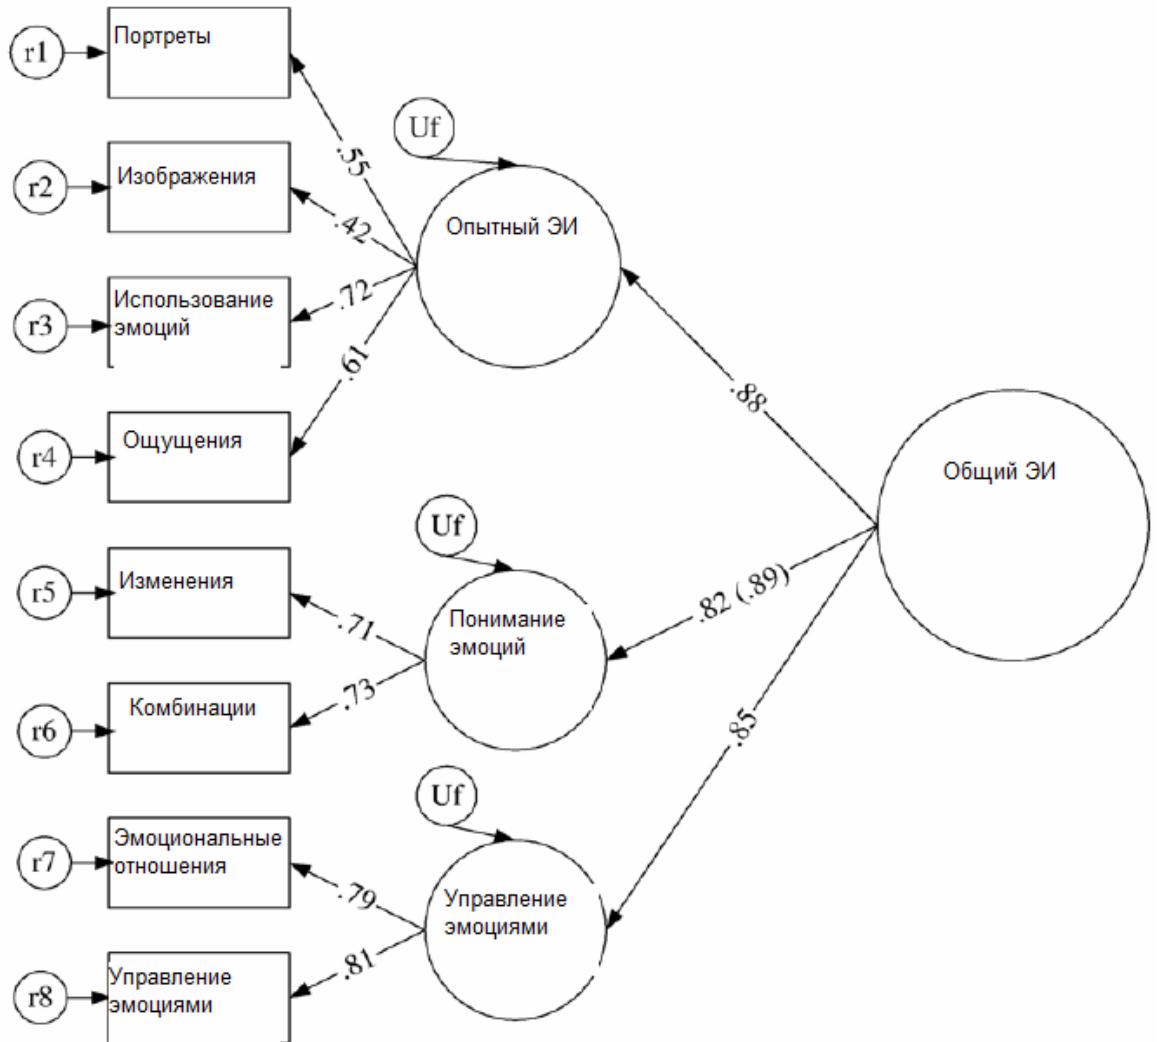 r1
Портреты
Uf
.55
r2
Изображения
.42
Опытный ЭИ
r3
Использование
эмоций
.72
.61
.88
r4
Ощущения
Общий ЭИ
Uf
r5
Изменения
.71
Понимание
эмоций
.82 (.89)
r6
Комбинации
.73
.85
Uf
r7
Эмоциональные
отношения
.79
Управление
эмоциями
r8
Управление
эмоциями
.81